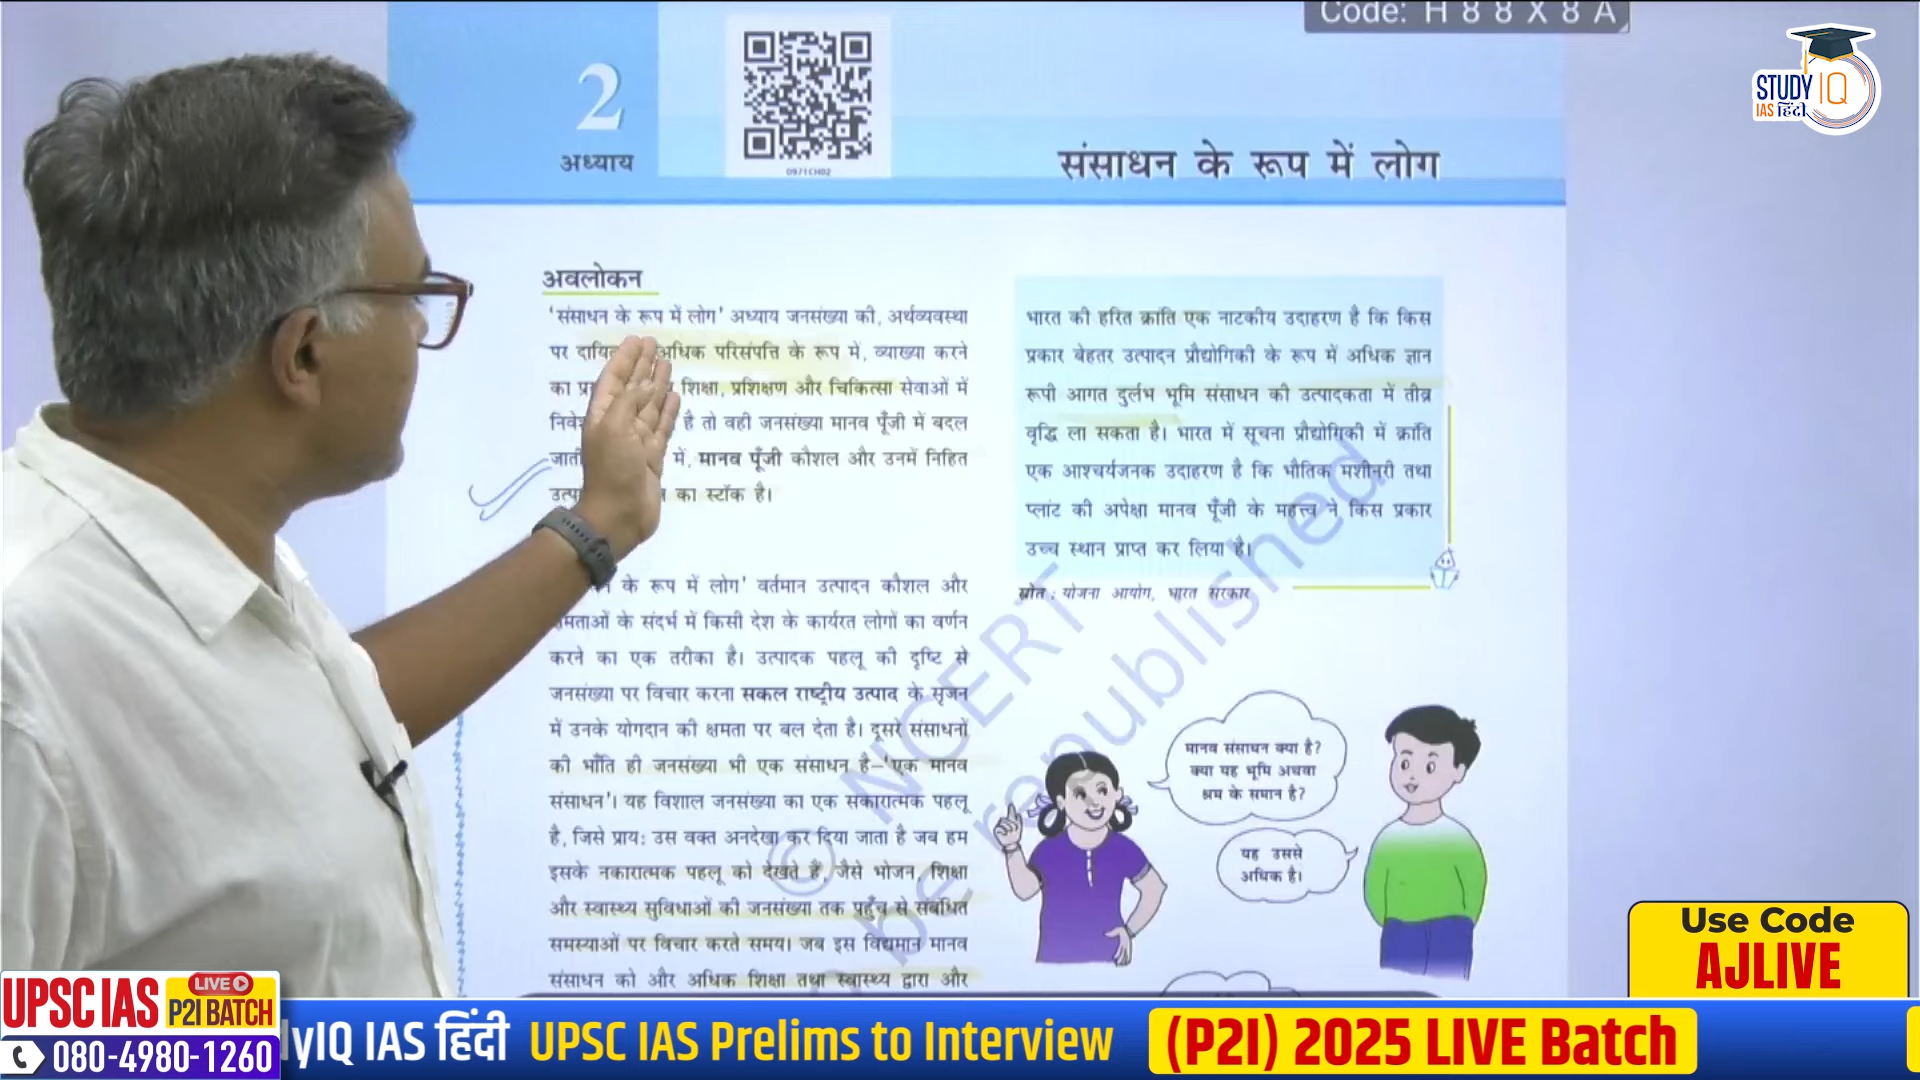 Code: H 8 8 X 8 A
STUDY IQ
IAS हिंदी
2
अध्याय
0971CH02
संसाधन के रूप में लोग
अवलोकन
'संसाधन के रूप में लोग' अध्याय जनसंख्या की, अर्थव्यवस्था
पर अधिक परिसंपत्ति के रूप में, व्याख्या करने
का शिक्षा, प्रशिक्षण और चिकित्सा सेवाओं में
है तो वही जनसंख्या मानव पूँजी में बदल
में, मानव पूँजी कौशल और उनमें निहित
का स्टॉक है।
के रूप में लोग' वर्तमान उत्पादन कौशल और
के संदर्भ में किसी देश के कार्यरत लोगों का वर्णन
करने का एक तरीका है। उत्पादक पहलू की दृष्टि से
जनसंख्या पर विचार करना सकल राष्ट्रीय उत्पाद के सृजन
में उनके योगदान की क्षमता पर बल देता है। दूसरे संसाधनों
की भाँति ही जनसंख्या भी एक संसाधन है–'एक मानव
संसाधन'। यह विशाल जनसंख्या का एक सकारात्मक पहलू
है, जिसे प्राय: उस वक्त अनदेखा कर दिया जाता है जब हम
इसके नकारात्मक पहलू को देखते हैं, जैसे भोजन, शिक्षा
और स्वास्थ्य सुविधाओं की जनसंख्या तक पहुँच से संबंधित
समस्याओं पर विचार करते समय। जब इस विद्यमान मानव
संसाधन को और अधिक शिक्षा तथा स्वास्थ्य द्वारा और
भारत की हरित क्रांति एक नाटकीय उदाहरण है कि किस
प्रकार बेहतर उत्पादन प्रौद्योगिकी के रूप में अधिक ज्ञान
रूपी आगत दुर्लभ भूमि संसाधन की उत्पादकता में तीव्र
वृद्धि ला सकता है। भारत में सूचना प्रौद्योगिकी में क्रांति
एक आश्चर्यजनक उदाहरण है कि भौतिक मशीनरी तथा
प्लांट की अपेक्षा मानव पूँजी के महत्त्व ने किस प्रकार
उच्च स्थान प्राप्त कर लिया है।
स्रोत : योजना आयोग, भारत सरकार
मानव संसाधन क्या है?
क्या यह भूमि अथवा
श्रम के समान है?
यह उससे
अधिक है।
© NCERT
be republished
Use Code
AJLIVE
LIVE
UPSC IAS P2I BATCH
080-4980-1260
dyIQ IAS हिंदी UPSC IAS Prelims to Interview (P2I) 2025 LIVE Batch